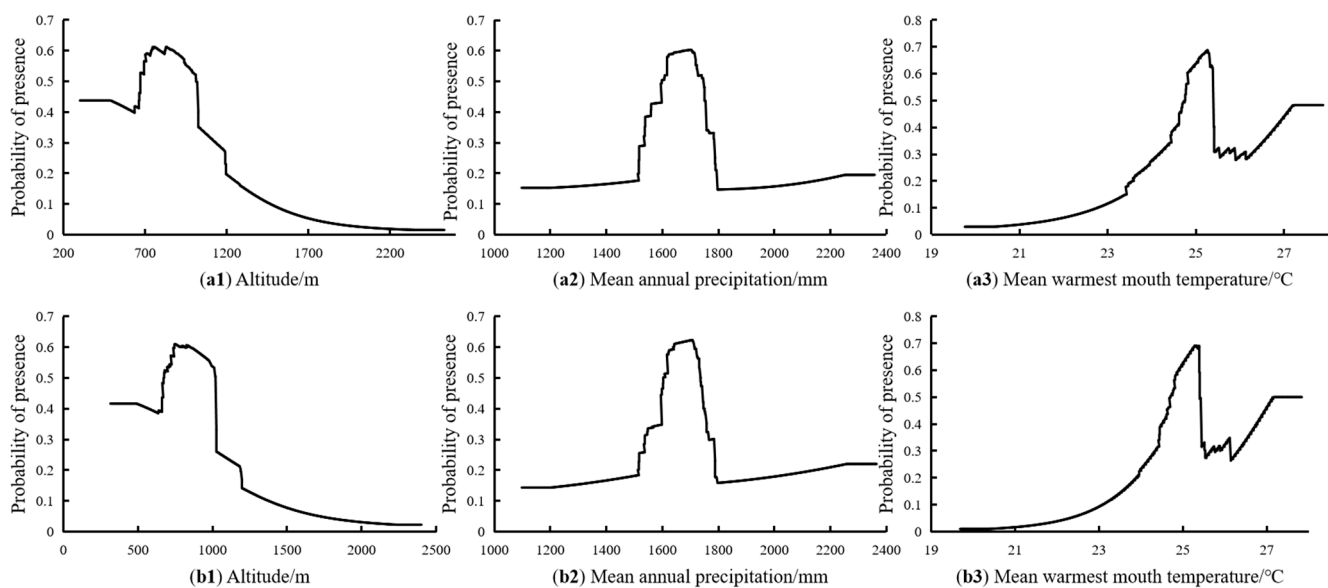 0.7
0.6
0.5
0.4
0.3
0.2
0.1
0
Probability of presence
200 700 1200 1700 2200
(a1) Altitude/m
0.7
0.6
0.5
0.4
0.3
0.2
0.1
0
Probability of presence
1000 1200 1400 1600 1800 2000 2200 2400
(a2) Mean annual precipitation/mm
0.8
0.7
0.6
0.5
0.4
0.3
0.2
0.1
0
Probability of presence
19 21 23 25 27
(a3) Mean warmest mouth temperature/°C
0.7
0.6
0.5
0.4
0.3
0.2
0.1
0
Probability of presence
0 500 1000 1500 2000 2500
(b1) Altitude/m
0.7
0.6
0.5
0.4
0.3
0.2
0.1
0
Probability of presence
1000 1200 1400 1600 1800 2000 2200 2400
(b2) Mean annual precipitation/mm
0.8
0.7
0.6
0.5
0.4
0.3
0.2
0.1
0
Probability of presence
19 21 23 25 27
(b3) Mean warmest mouth temperature/°C